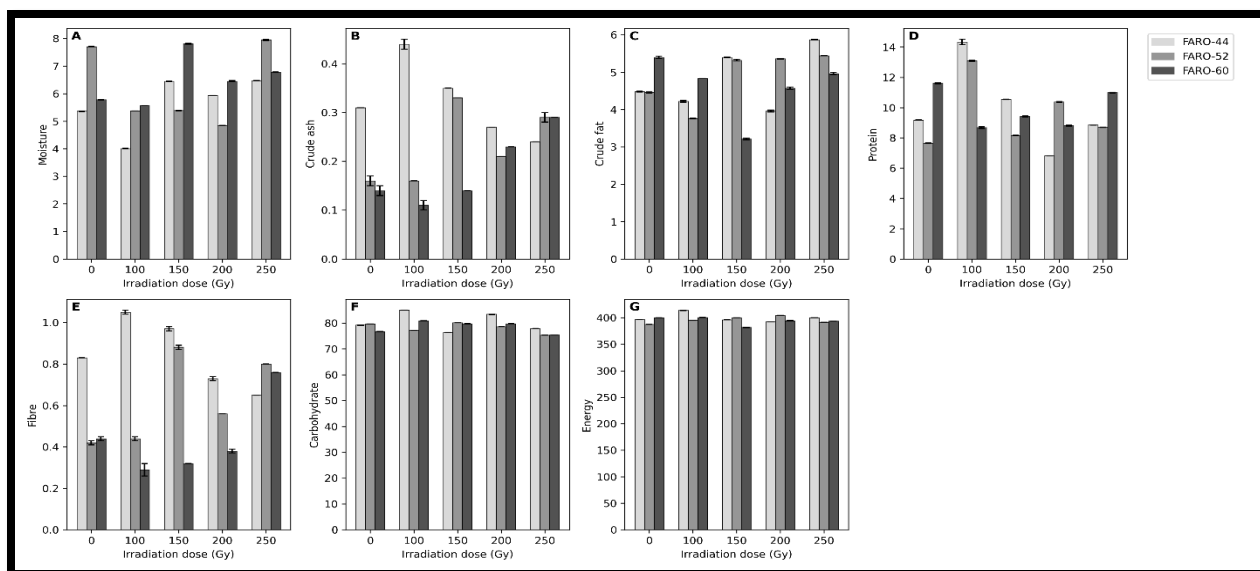 A
Moisture
8
7
6
5
4
3
2
1
0
0 100 150 200 250
Irradiation dose (Gy)
B
Crude ash
0.4
0.3
0.2
0.1
0.0
0 100 150 200 250
Irradiation dose (Gy)
C
Crude fat
6
5
4
3
2
1
0
0 100 150 200 250
Irradiation dose (Gy)
D
Protein
14
12
10
8
6
4
2
0
0 100 150 200 250
Irradiation dose (Gy)
FARO-44
FARO-52
FARO-60
E
Fibre
1.0
0.8
0.6
0.4
0.2
0.0
0 100 150 200 250
Irradiation dose (Gy)
F
Carbohydrate
80
70
60
50
40
30
20
10
0
0 100 150 200 250
Irradiation dose (Gy)
G
Energy
400
350
300
250
200
150
100
50
0
0 100 150 200 250
Irradiation dose (Gy)